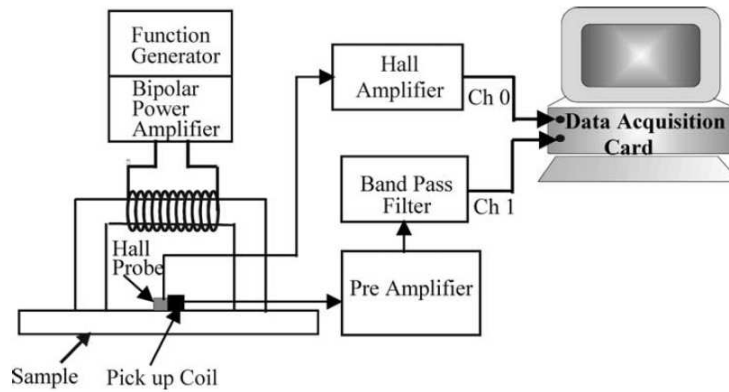 Function
Generator
Bipolar
Power
Amplifier
Hall
Amplifier
Ch 0
Data Acquisition
Card
Band Pass
Filter
Ch 1
Hall
Probe
Pre Amplifier
Sample
Pick up Coil